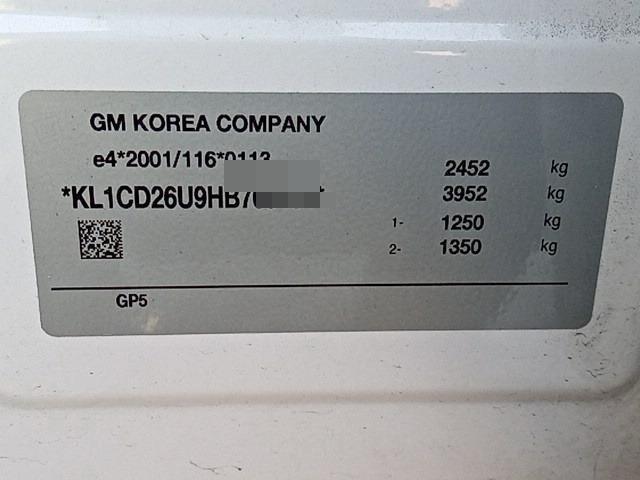 GM KOREA COMPANY
e4*2001/116*0113
2452 kg
*KL1CD26U9HB7
3952 kg
1- 1250 kg
2- 1350 kg
GP5